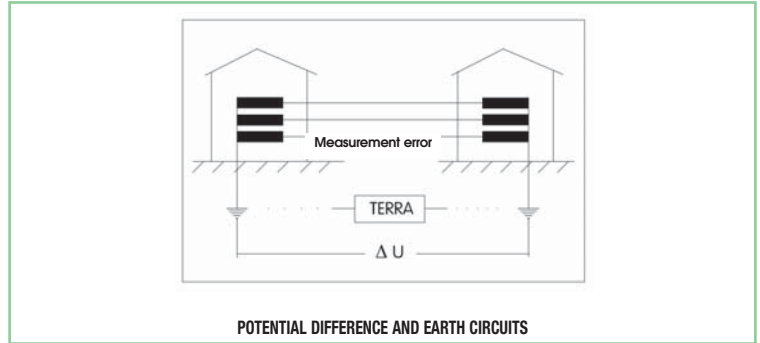 Measurement error
TERRA
Δ U
POTENTIAL DIFFERENCE AND EARTH CIRCUITS